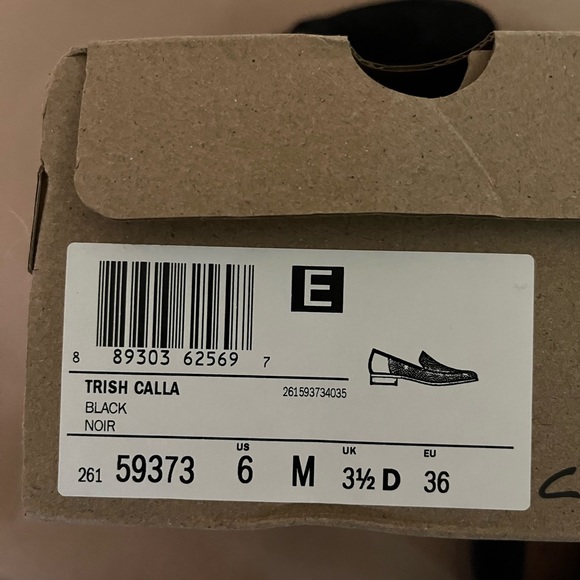 E
8 89303 62569 7
TRISH CALLA 261593734035
BLACK
NOIR
US UK EU
261 59373 6 M 3½ D 36